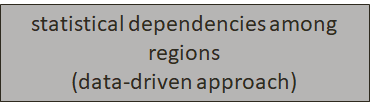 statistical dependencies among
regions
(data-driven approach)